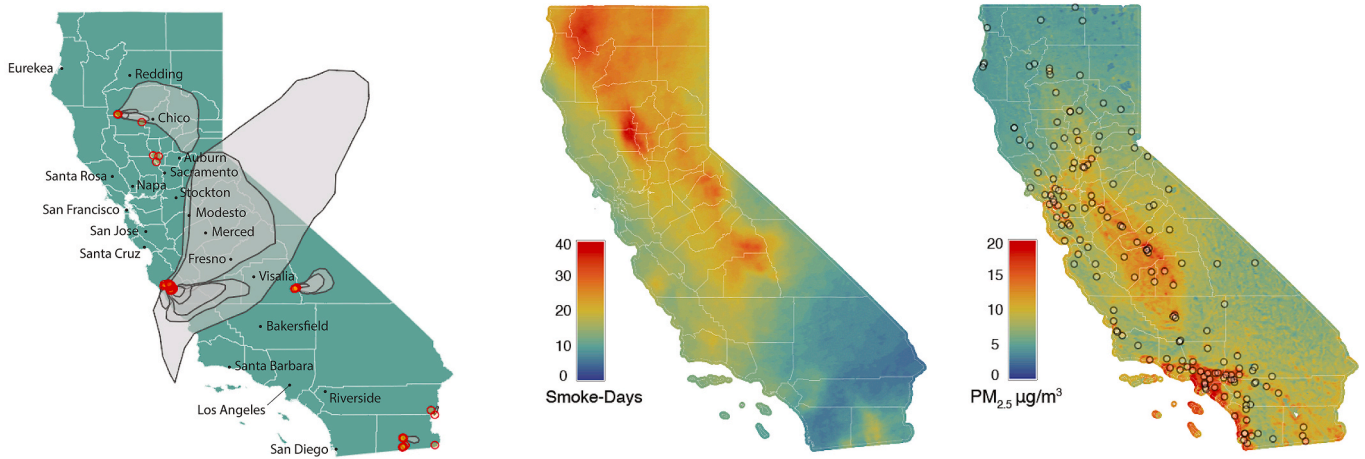 Eurekea
Redding
Chico
Auburn
Santa Rosa
Sacramento
Napa
Stockton
San Francisco
Modesto
San Jose
Merced
Santa Cruz
Fresno
Visalia
Bakersfield
Santa Barbara
Los Angeles
Riverside
San Diego
40
30
20
10
0
Smoke-Days
20
15
10
5
0
PM2.5 µg/m³